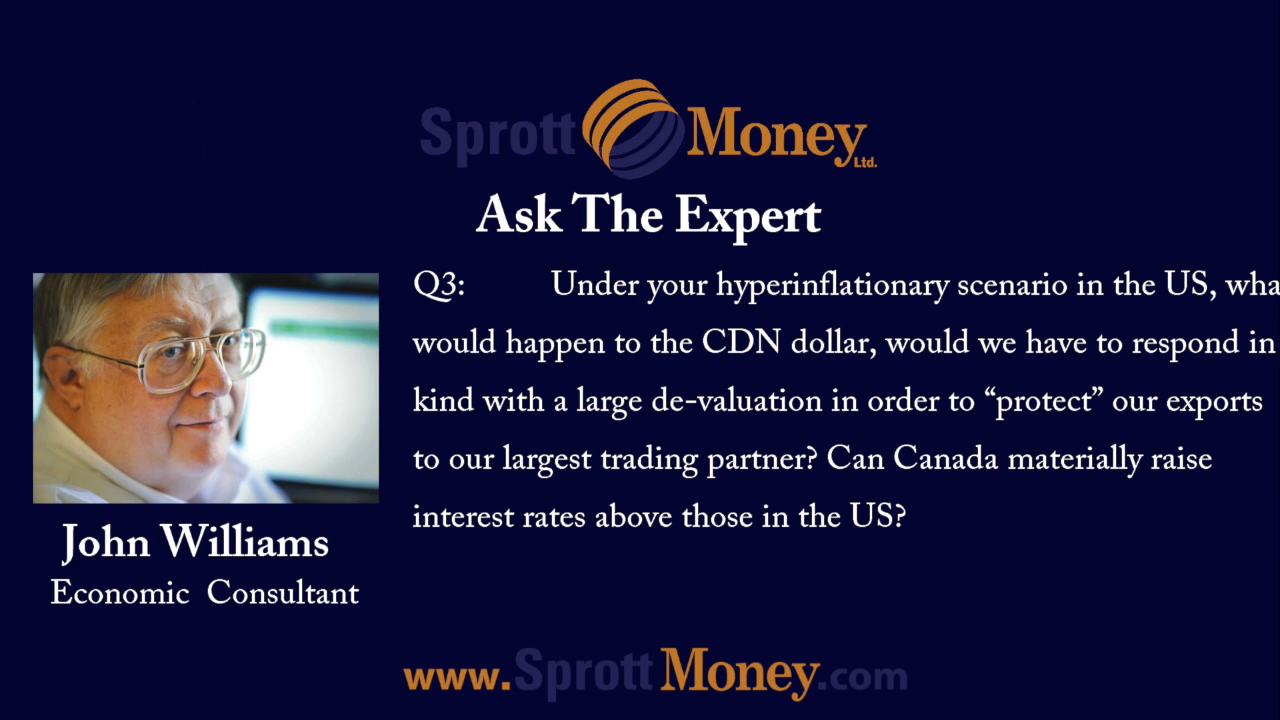 Sprott Money Ltd.
Ask The Expert
Q3: Under your hyperinflationary scenario in the US, wha
would happen to the CDN dollar, would we have to respond in
kind with a large de-valuation in order to “protect” our exports
to our largest trading partner? Can Canada materially raise
interest rates above those in the US?
John Williams
Economic Consultant
www.SprottMoney.com